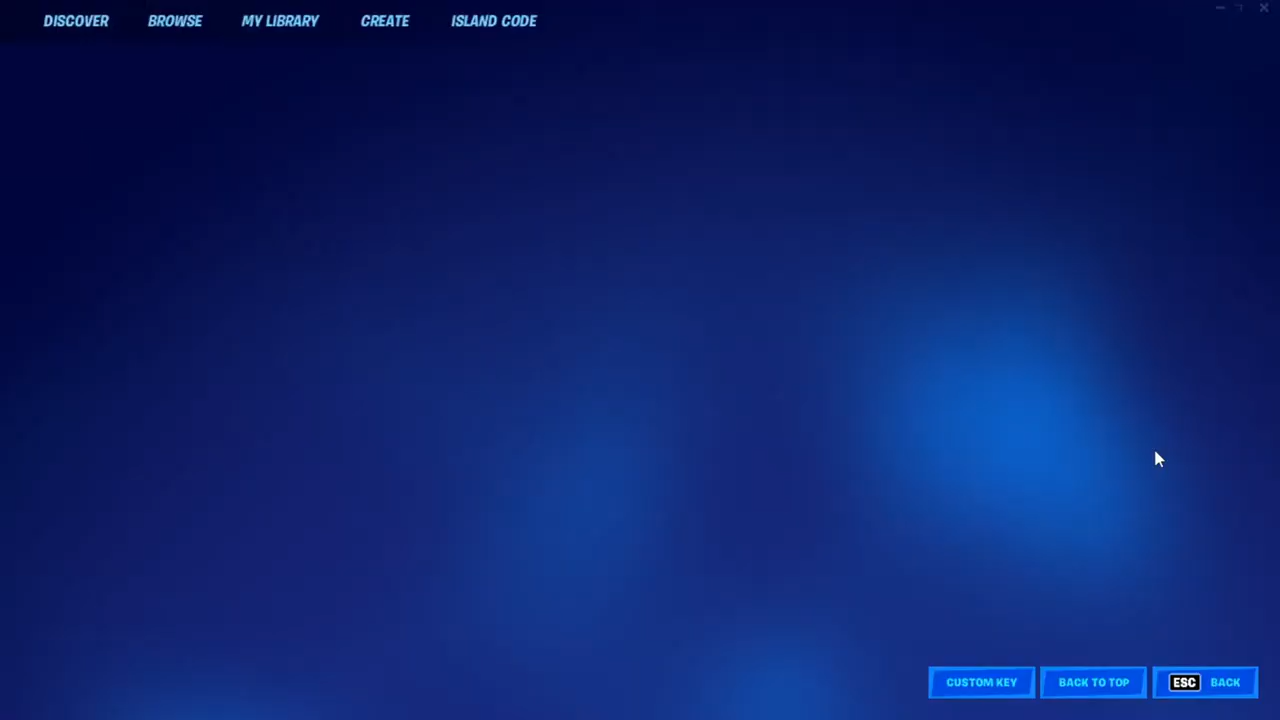 DISCOVER BROWSE MY LIBRARY CREATE ISLAND CODE
CUSTOM KEY BACK TO TOP ESC BACK